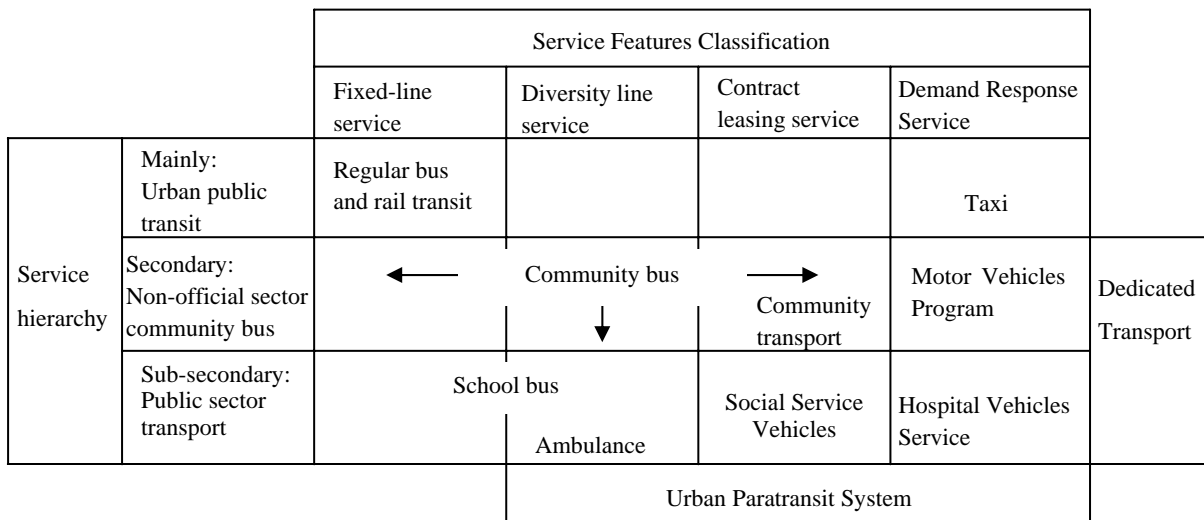 Service Features Classification
Fixed-line
service
Diversity line
service
Contract
leasing service
Demand Response
Service
Service
hierarchy
Mainly:
Urban public
transit
Regular bus
and rail transit
Taxi
Secondary:
Non-official sector
community bus
Community bus
Community
transport
Motor Vehicles
Program
Dedicated
Transport
Sub-secondary:
Public sector
transport
School bus
Ambulance
Social Service
Vehicles
Hospital Vehicles
Service
Urban Paratransit System